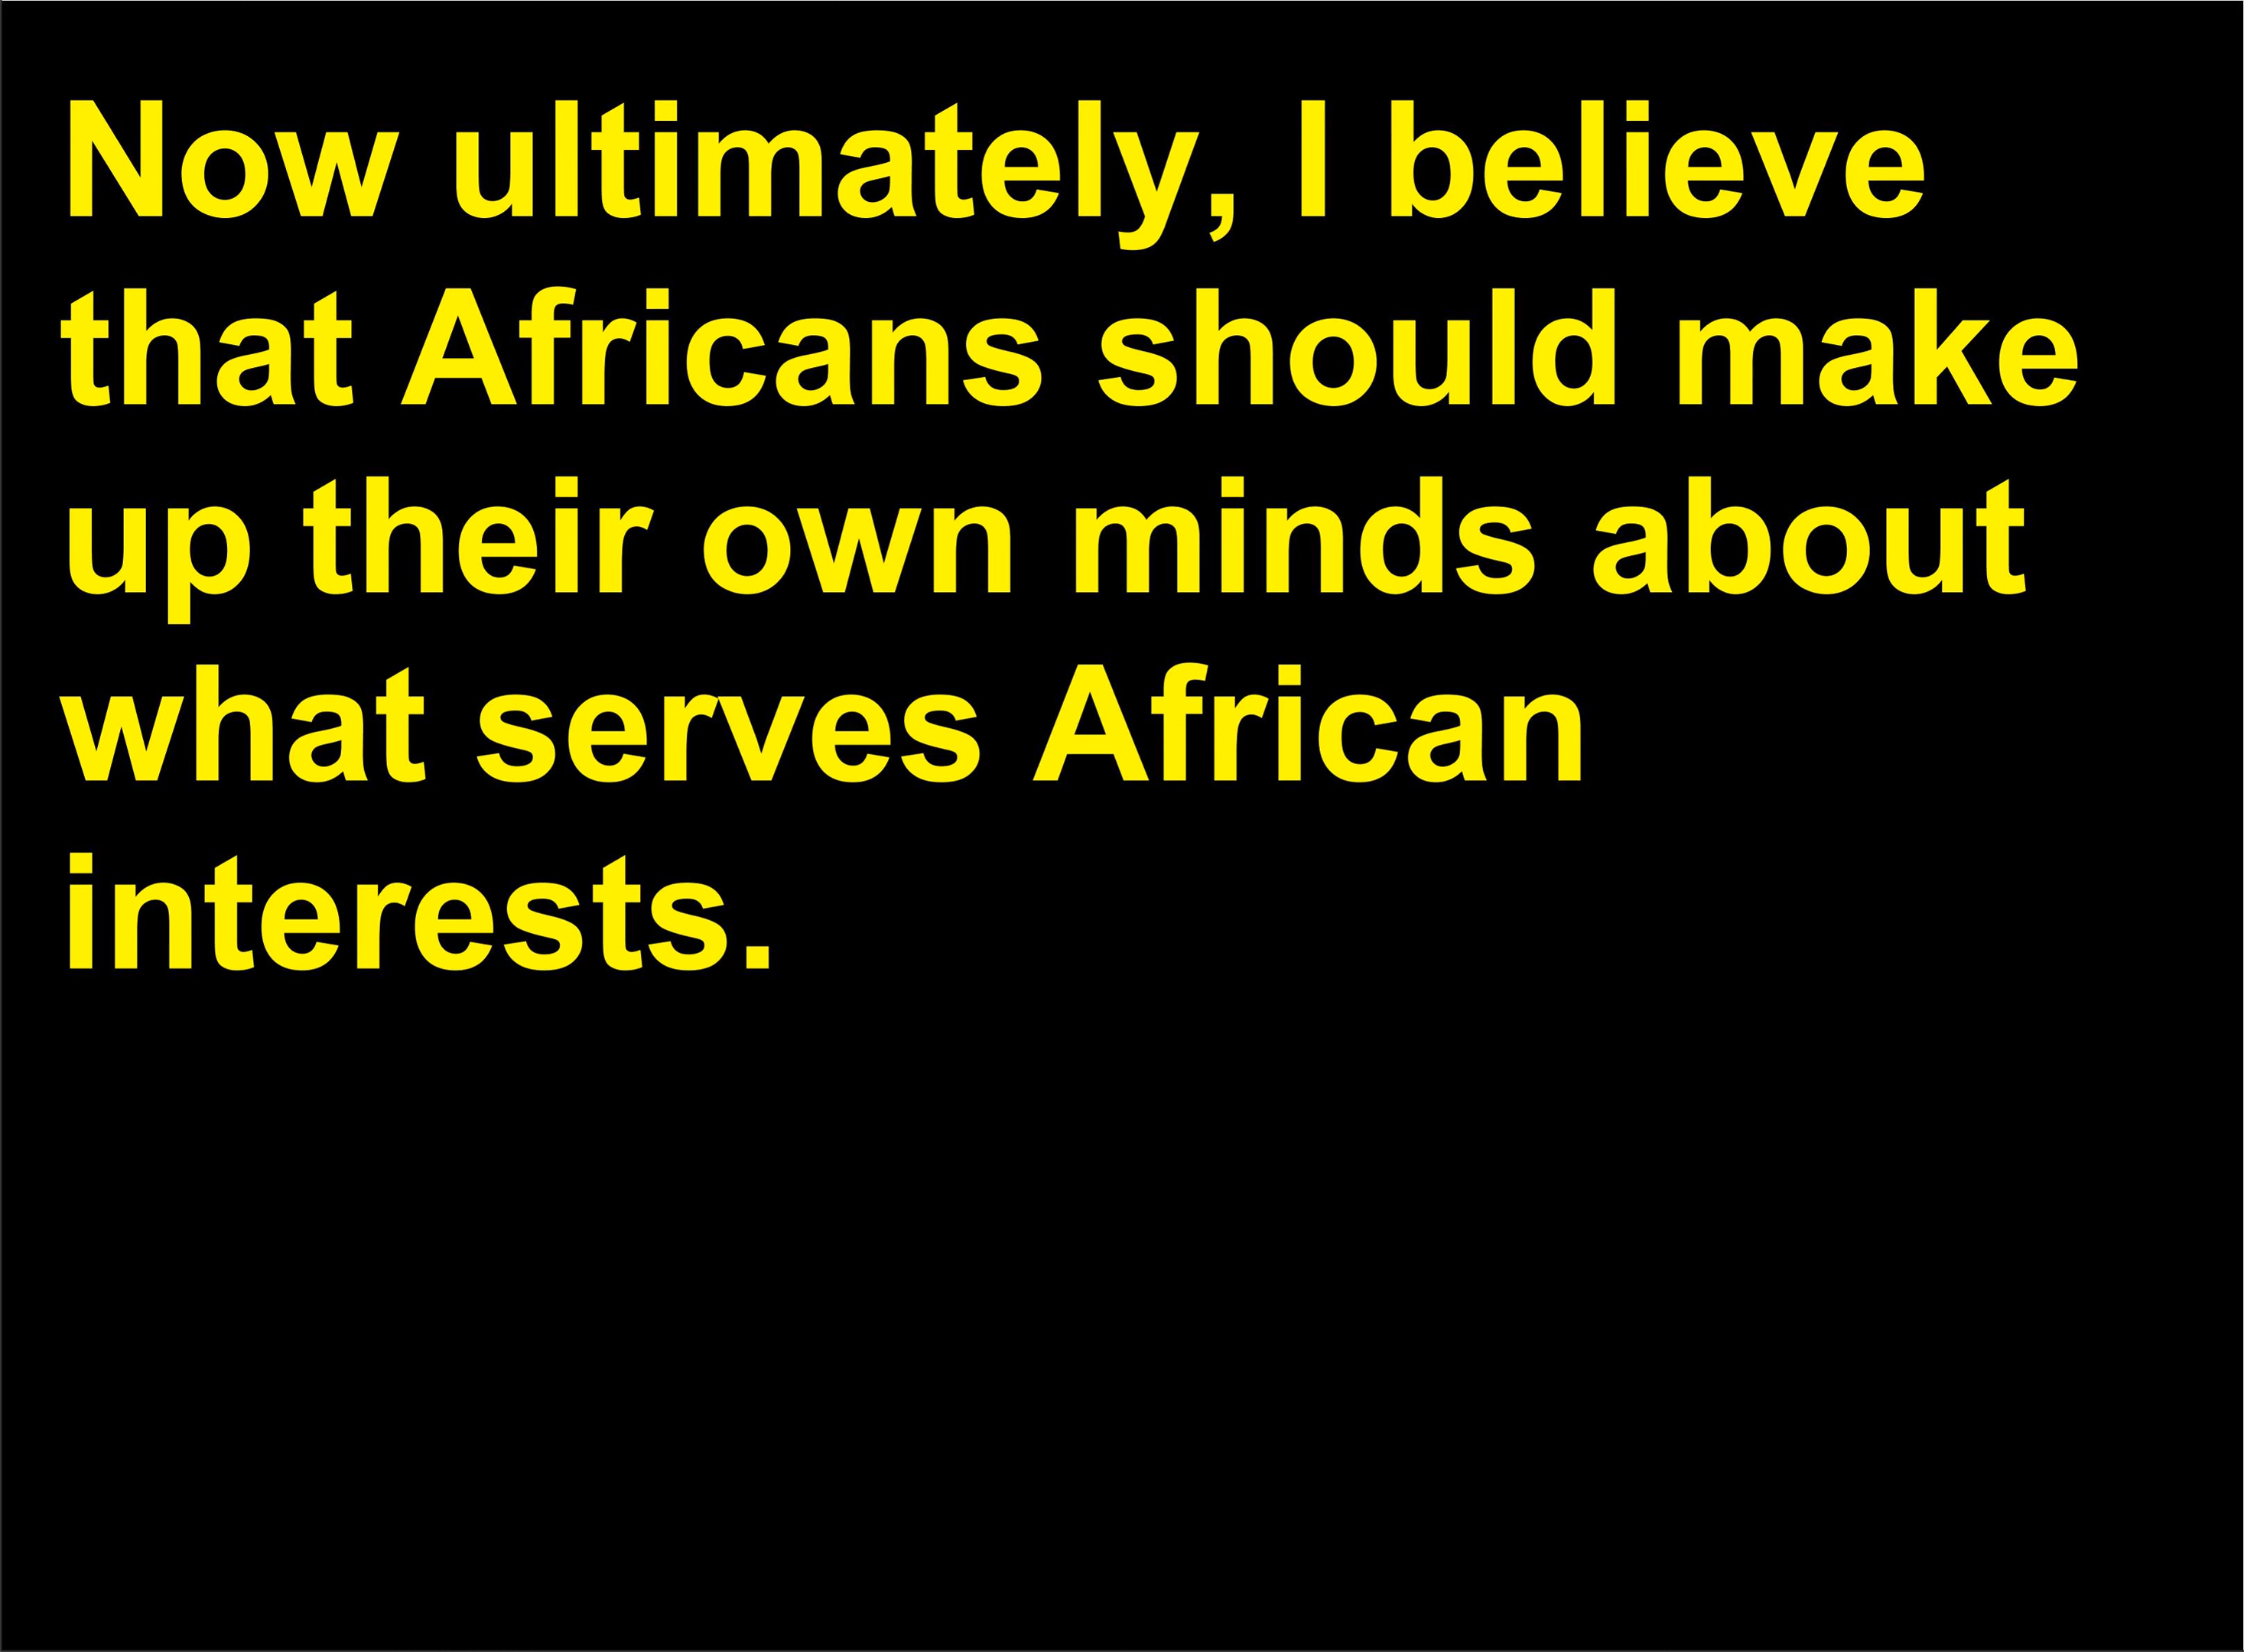 Now ultimately, I believe
that Africans should make
up their own minds about
what serves African
interests.